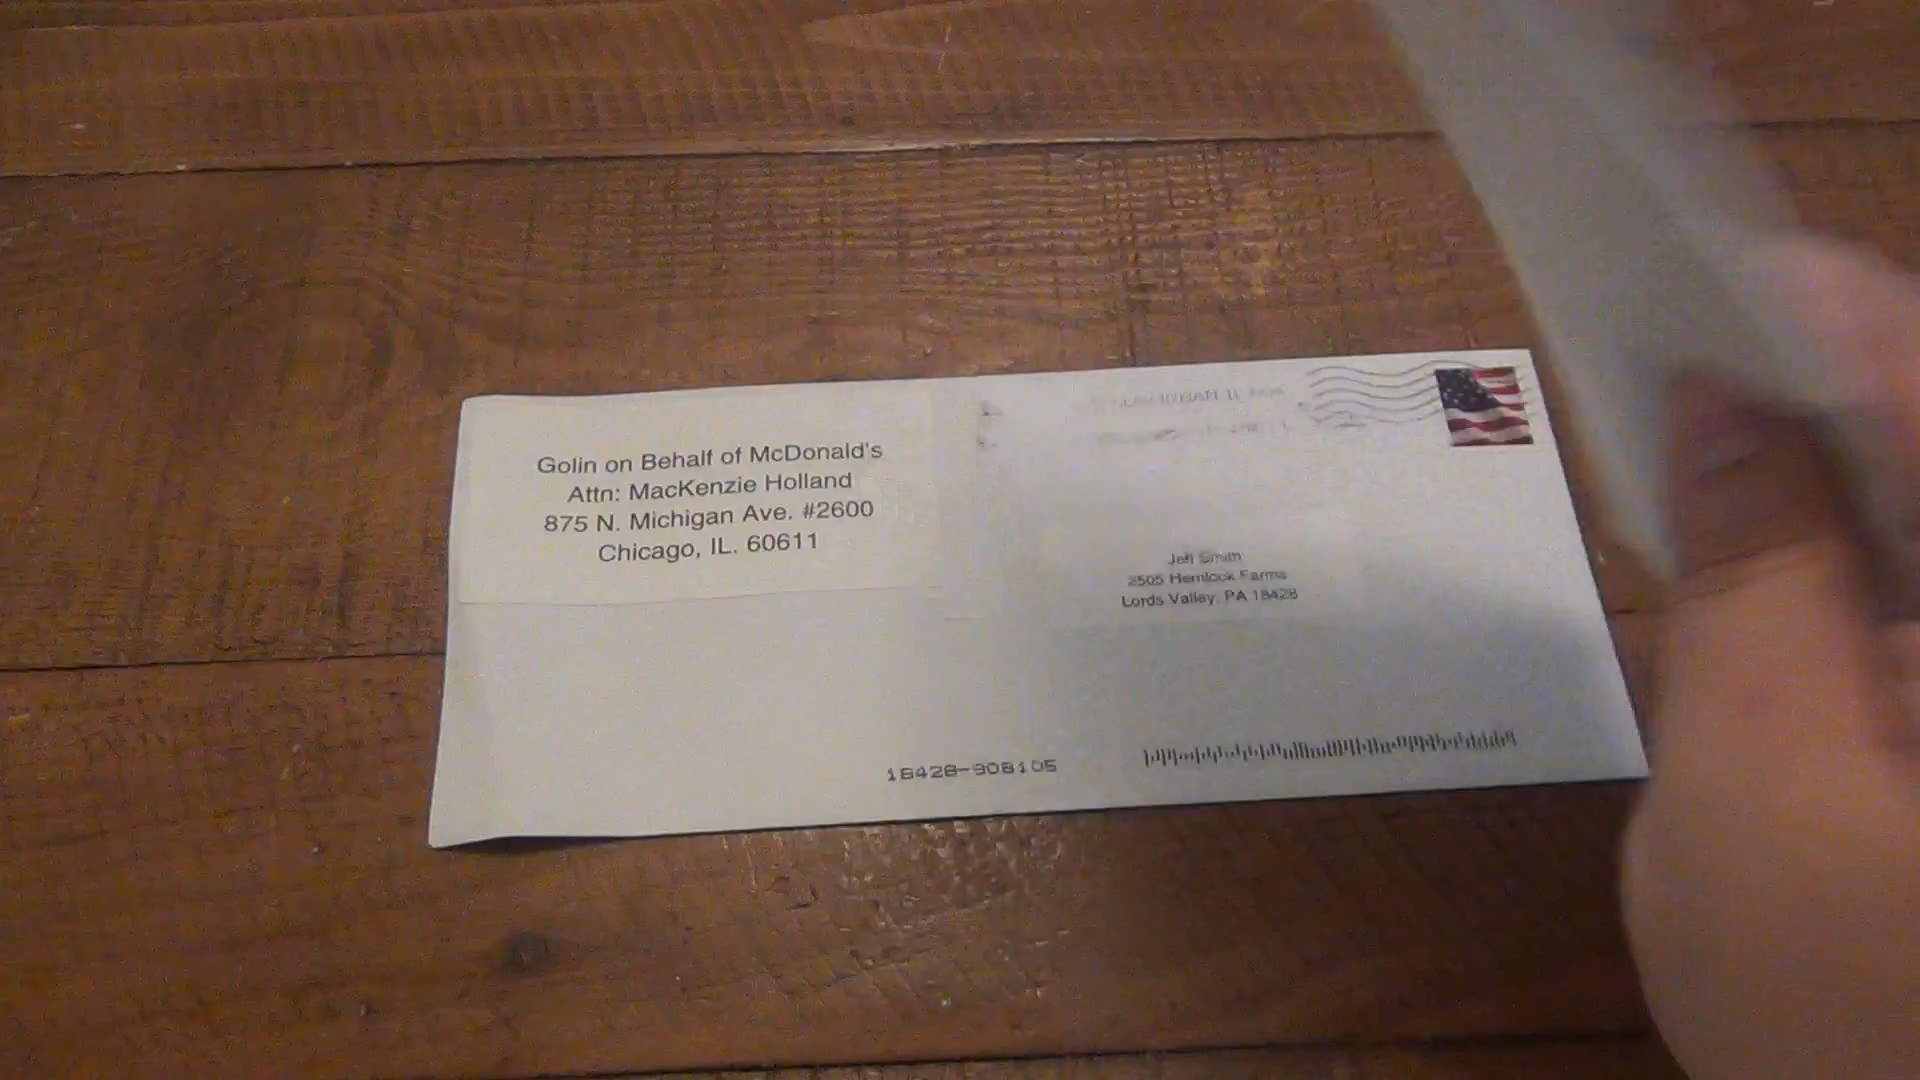 Golin on Behalf of McDonald's
Attn: MacKenzie Holland
875 N. Michigan Ave. #2600
Chicago, IL. 60611
Jeff Smith
2505 Hemlock Farms
Lords Valley, PA 18428
18428-908105